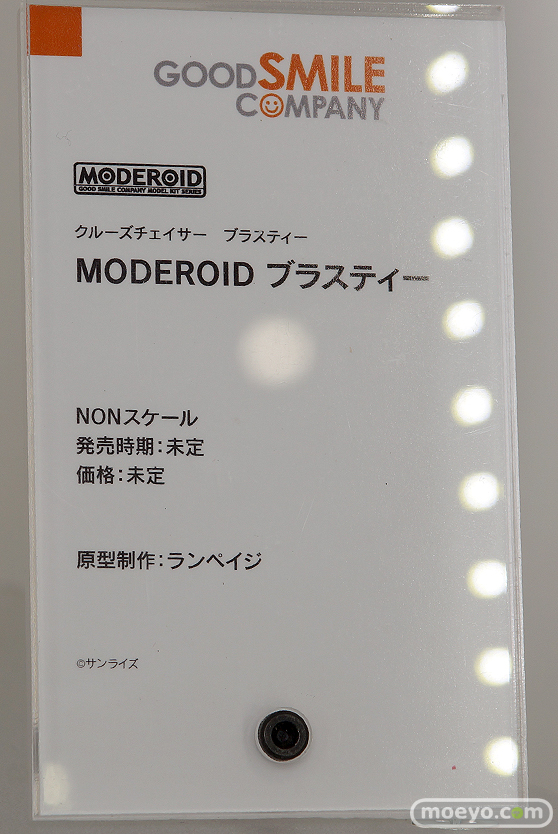 GOODSMILE
COMPANY
MODEROID
GOOD SMILE COMPANY MODEL KIT SERIES
クルーズチェイサー ブラスティー
MODEROID ブラスティー
NONスケール
発売時期:未定
価格:未定
原型制作:ランペイジ
©サンライズ
moeyo.com